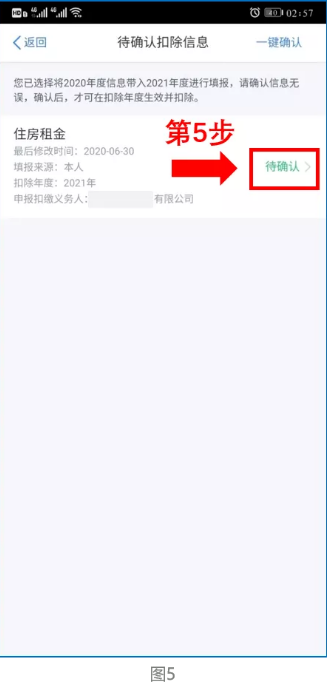 HD 4G 4G 02:57
返回 待确认扣除信息 一键确认
您已选择将2020年度信息带入2021年度进行填报，请确认信息无
误，确认后，才可在扣除年度生效并扣除。
住房租金
第5步
最后修改时间：2020-06-30
填报来源：本人
待确认
扣除年度：2021年
申报扣缴义务人： 有限公司
图5